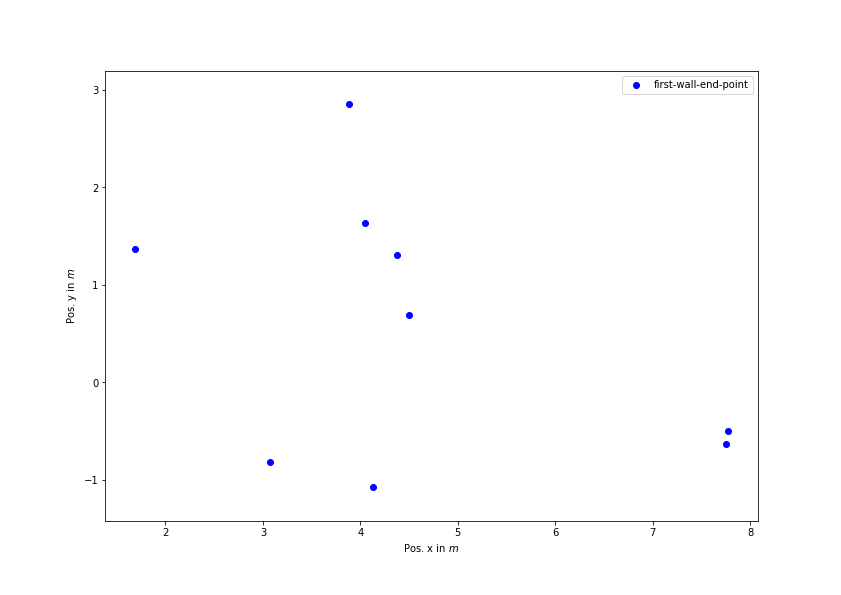 first-wall-end-point
3
2
1
0
−1
Pos. y in m
2 3 4 5 6 7 8
Pos. x in m